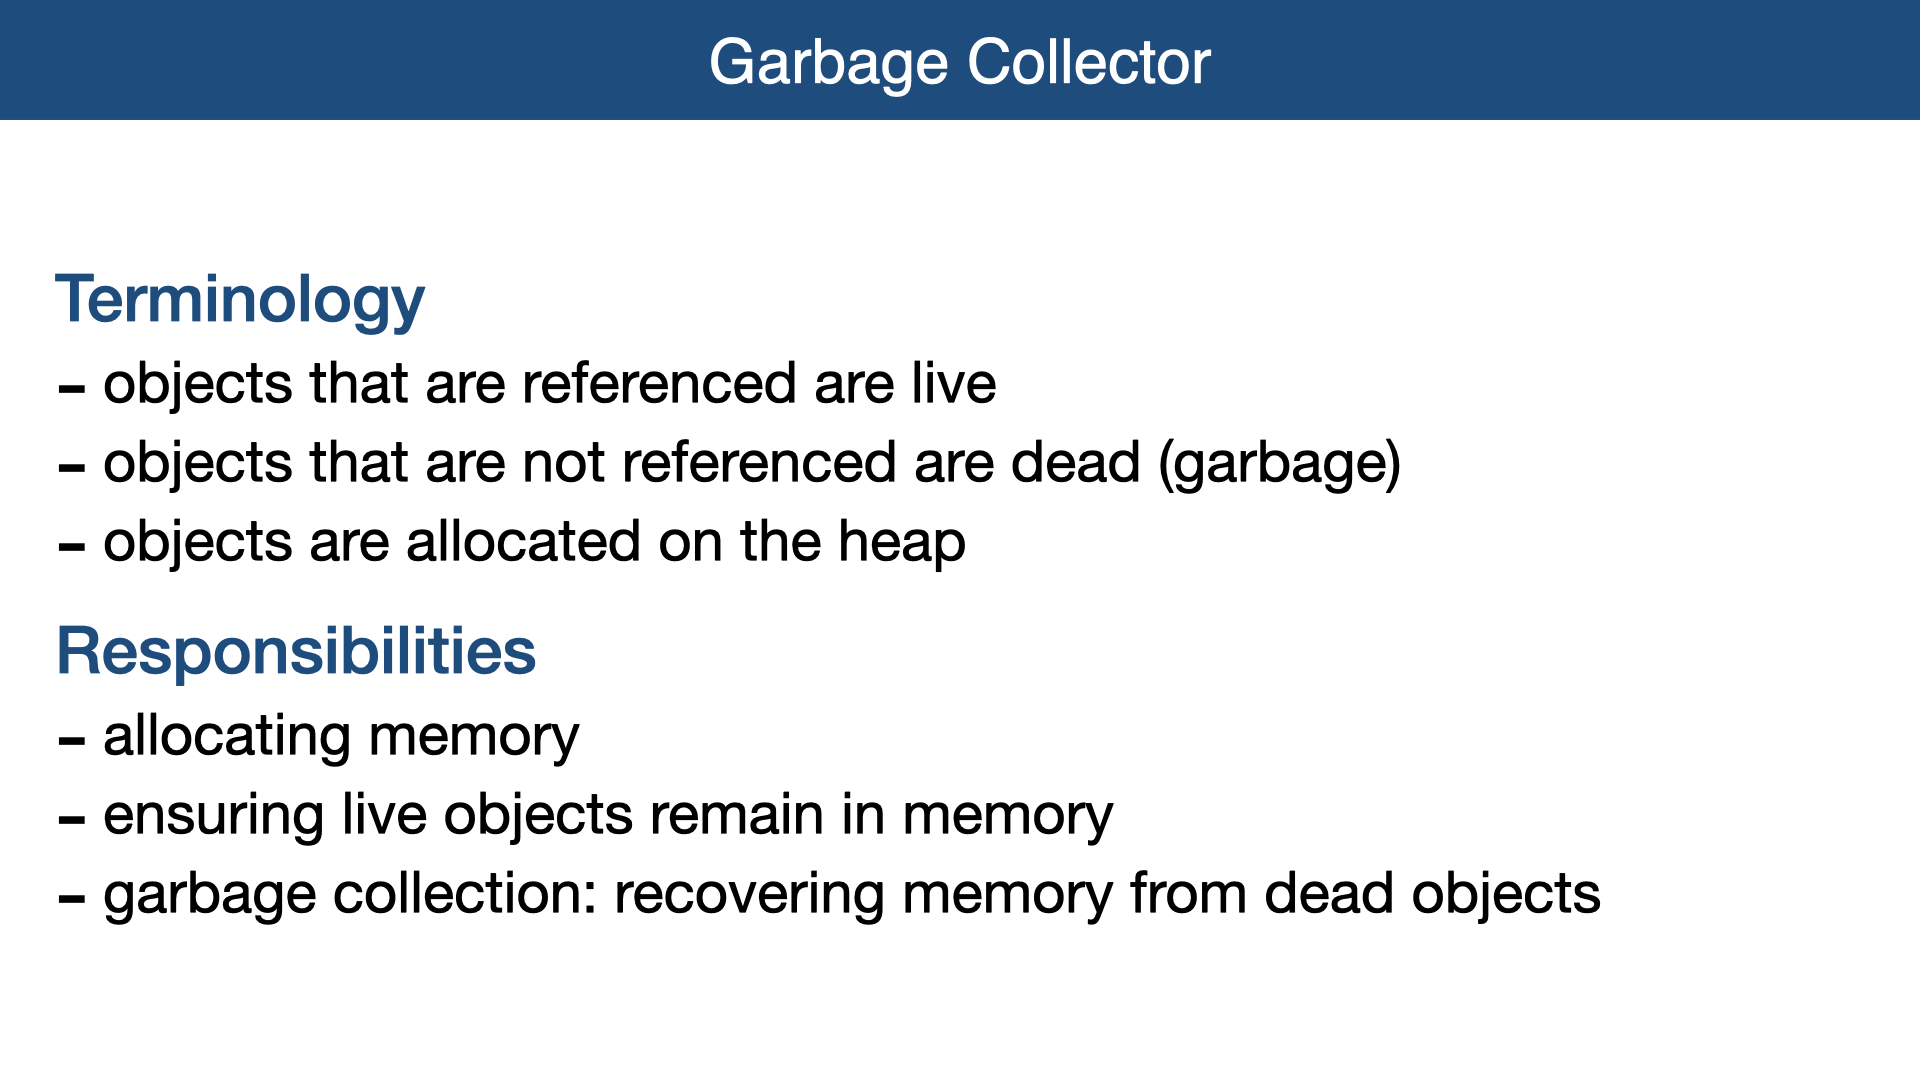 Garbage Collector
Terminology
- objects that are referenced are live
- objects that are not referenced are dead (garbage)
- objects are allocated on the heap
Responsibilities
- allocating memory
- ensuring live objects remain in memory
- garbage collection: recovering memory from dead objects